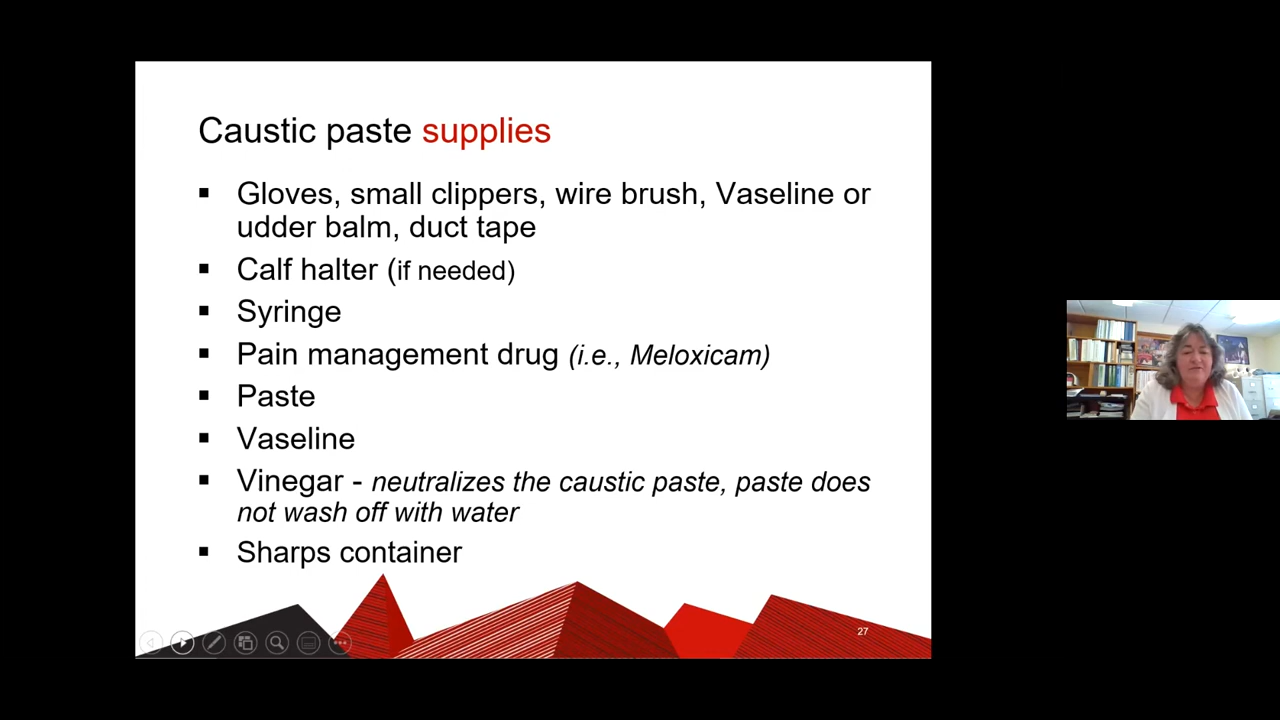 Caustic paste supplies
▪ Gloves, small clippers, wire brush, Vaseline or
udder balm, duct tape
▪ Calf halter (if needed)
▪ Syringe
▪ Pain management drug (i.e., Meloxicam)
▪ Paste
▪ Vaseline
▪ Vinegar - neutralizes the caustic paste, paste does
not wash off with water
▪ Sharps container
27